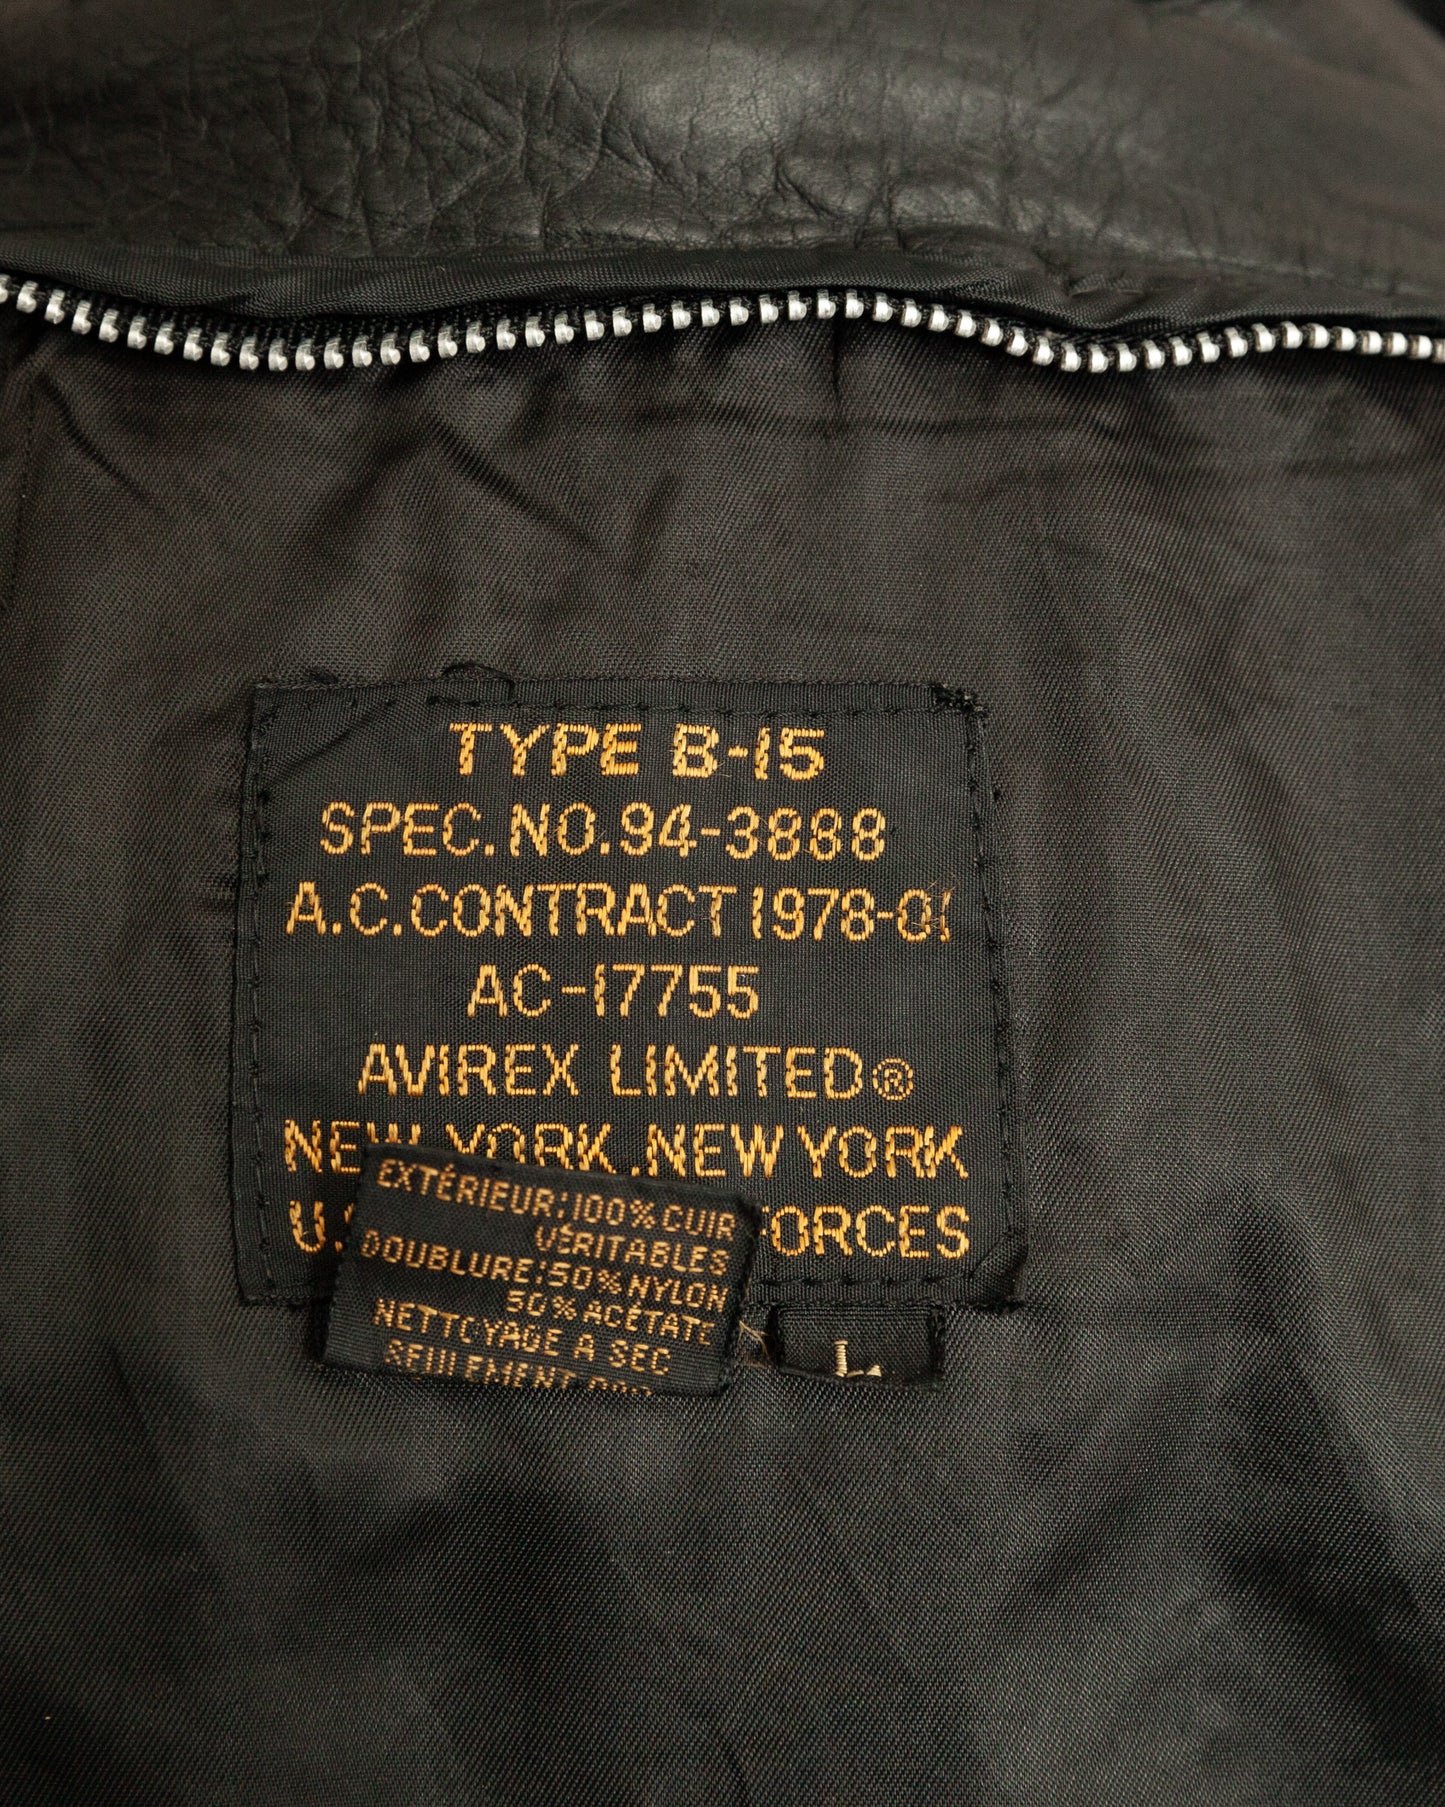 TYPE B-15
SPEC. NO. 94-3888
A.C. CONTRACT 1978-01
AC-17755
AVIREX LIMITED®
NEW YORK, NEW YORK
U.S. FORCES
EXTÉRIEUR: 100% CUIR
VÉRITABLES
DOUBLURE: 50% NYLON
50% ACÉTATE
NETTOYAGE A SEC
SEULEMENT
L